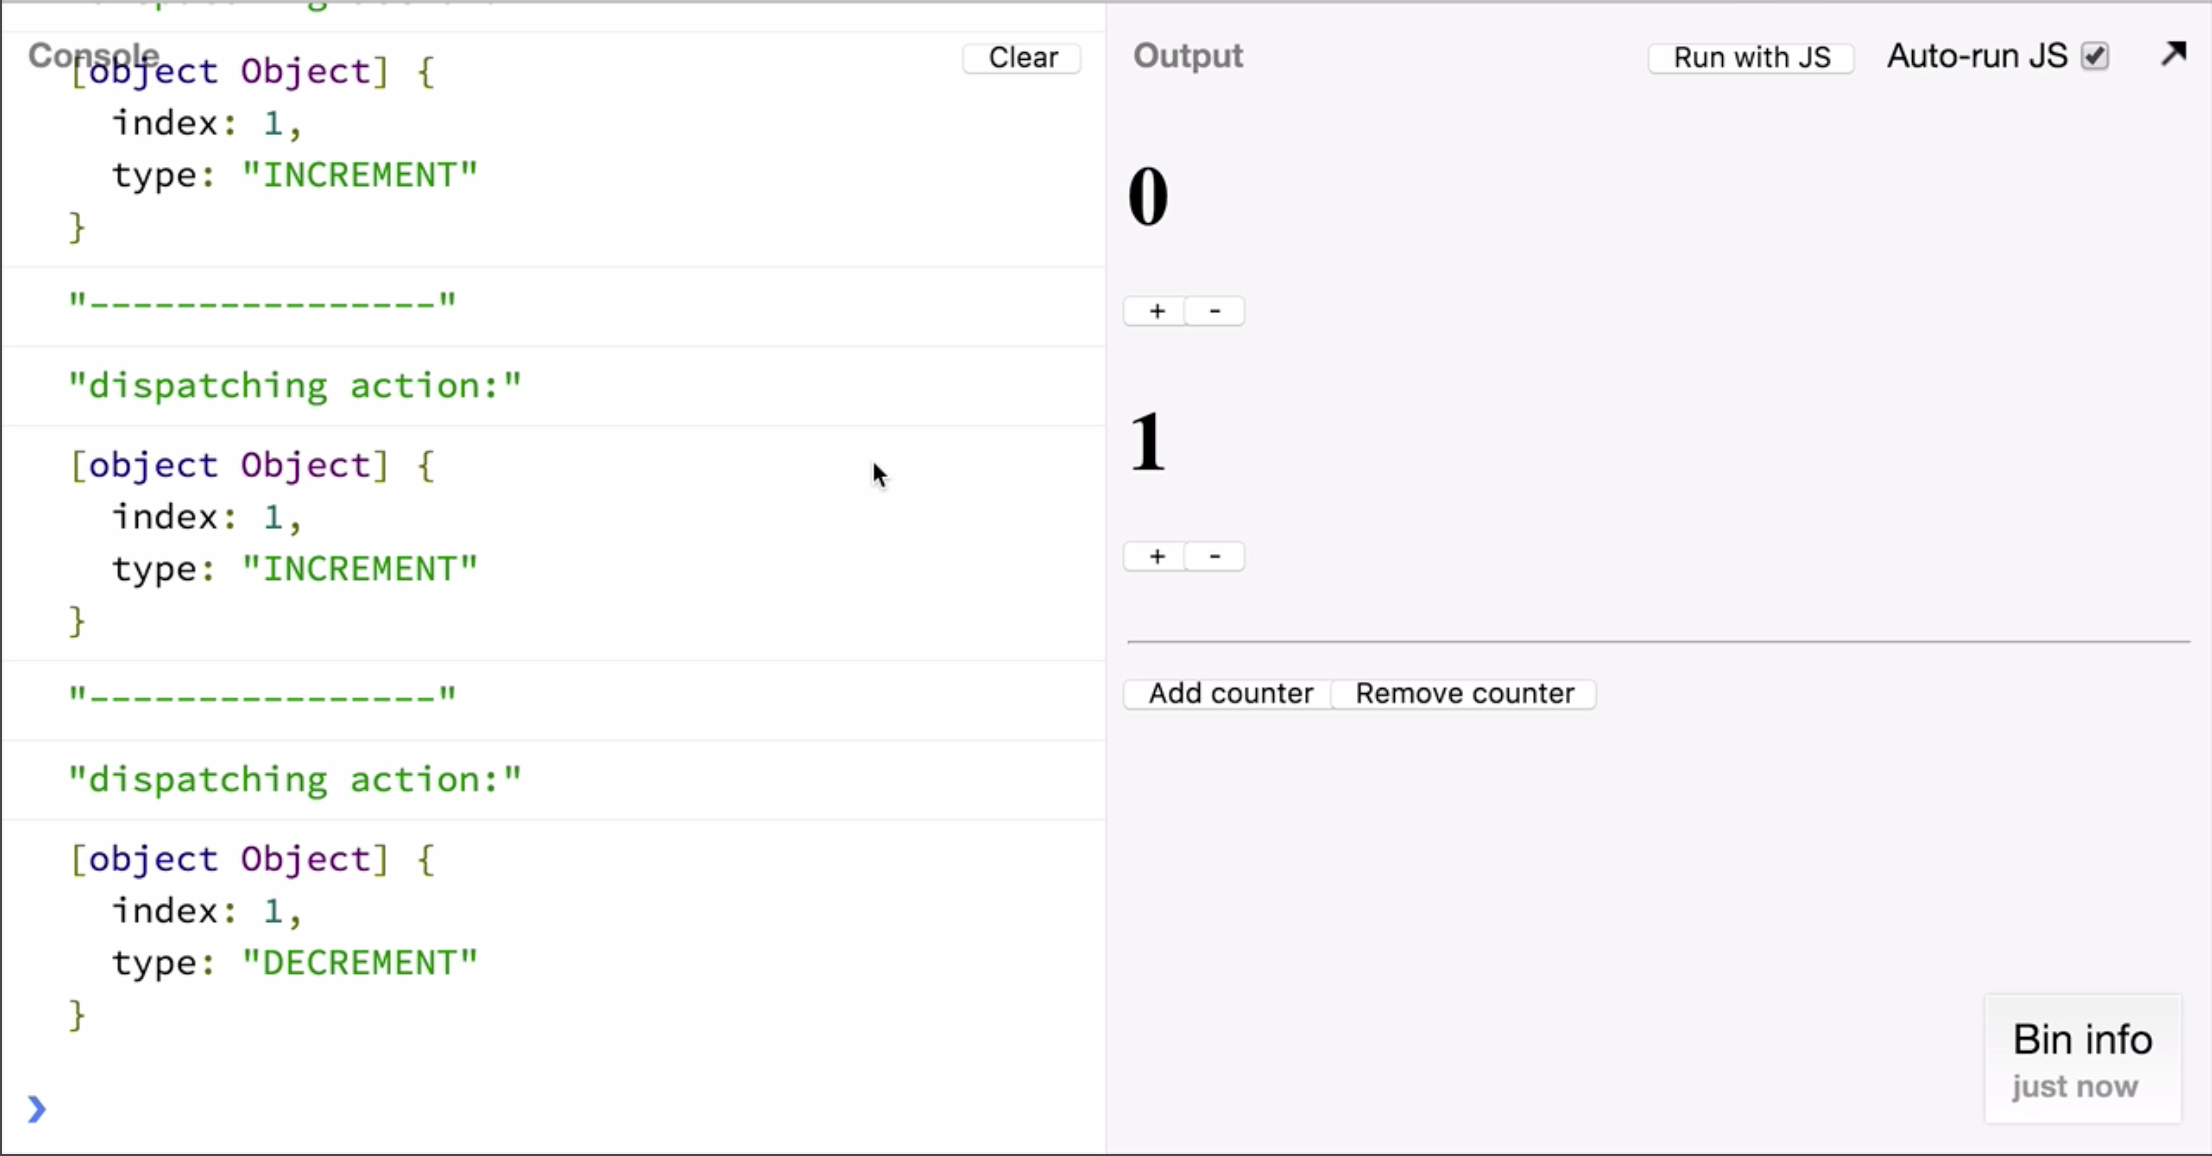 Console
[object Object] {
index: 1,
type: "INCREMENT"
}
"----------------"
"dispatching action:"
[object Object] {
index: 1,
type: "INCREMENT"
}
"----------------"
"dispatching action:"
[object Object] {
index: 1,
type: "DECREMENT"
}
❯
Clear
Output
Run with JS
Auto-run JS
0
+ -
1
+ -
Add counter Remove counter
Bin info
just now